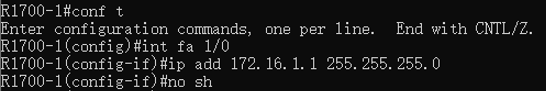 R1700-1#conf t
Enter configuration commands, one per line.  End with CNTL/Z.
R1700-1(config)#int fa 1/0
R1700-1(config-if)#ip add 172.16.1.1 255.255.255.0
R1700-1(config-if)#no sh